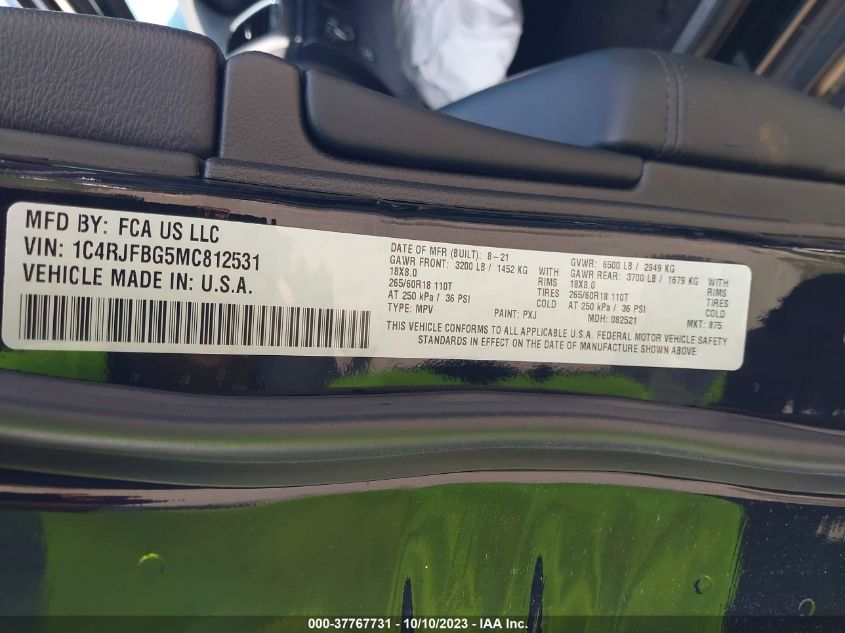 MFD BY: FCA US LLC
VIN: 1C4RJFBG5MC812531
VEHICLE MADE IN: U.S.A.
DATE OF MFR (BUILT): 8-21
GVWR: 6500 LB / 2949 KG
GAWR FRONT: 3200 LB / 1452 KG WITH
GAWR REAR: 3700 LB / 1679 KG WITH
18X8.0 RIMS
18X8.0 RIMS
265/60R18 110T TIRES
265/60R18 110T TIRES
AT 250 kPa / 36 PSI COLD
AT 250 kPa / 36 PSI COLD
TYPE: MPV PAINT: PXJ MDH: 082521 MKT: 875
THIS VEHICLE CONFORMS TO ALL APPLICABLE U.S.A. FEDERAL MOTOR VEHICLE SAFETY
STANDARDS IN EFFECT ON THE DATE OF MANUFACTURE SHOWN ABOVE.
000-37767731 - 10/10/2023 - IAA Inc.